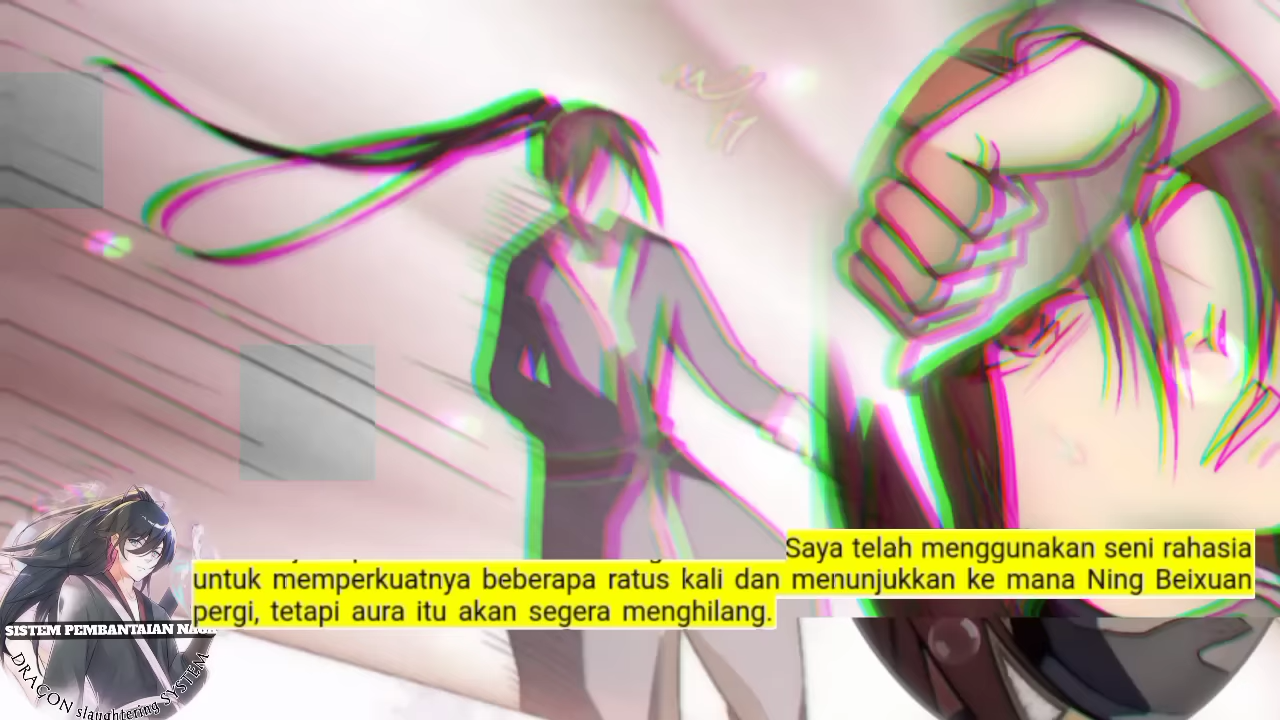 Saya telah menggunakan seni rahasia
untuk memperkuatnya beberapa ratus kali dan menunjukkan ke mana Ning Beixuan
pergi, tetapi aura itu akan segera menghilang.
SISTEM PEMBANTAIAN NAGA
DRAGON slaughtering SYSTEM